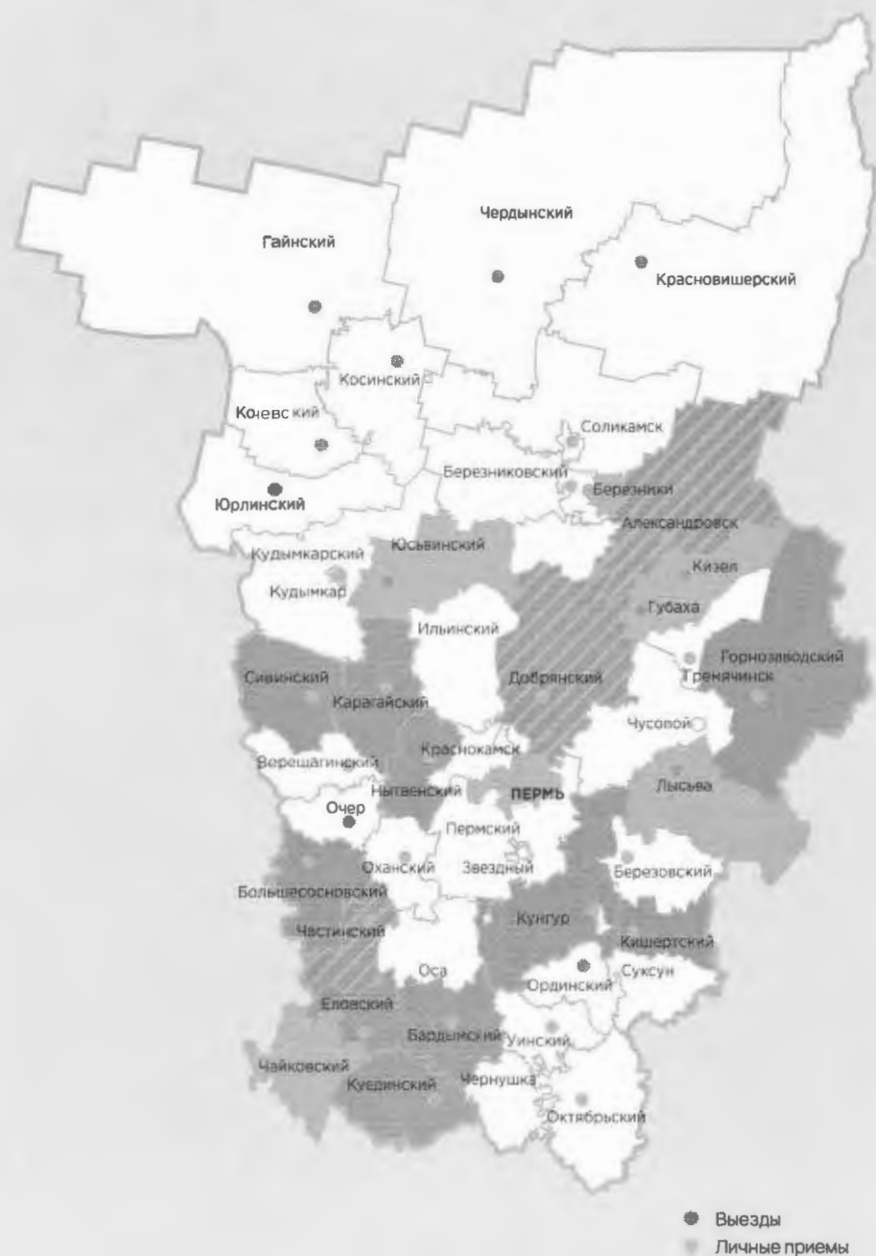 Чердынский
Гайнский
Красновишерский
Косинский
Кочевский
Соликамск
Березниковский
Березники
Юрлинский
Александровск
Юсьвинский
Кудымкарский
Кизел
Кудымкар
Губаха
Ильинский
Горнозаводский
Гремячинск
Сивинский
Добрянский
Карагайский
Чусовой
Краснокамск
Верещагинский
Лысьва
Нытвенский
ПЕРМЬ
Очер
Пермский
Оханский
Звездный
Березовский
Большесосновский
Кунгур
Частинский
Кишертский
Оса
Суксун
Ординский
Еловский
Бардымский
Уинский
Чайковский
Куединский
Чернушка
Октябрьский
Выезды
Личные приемы